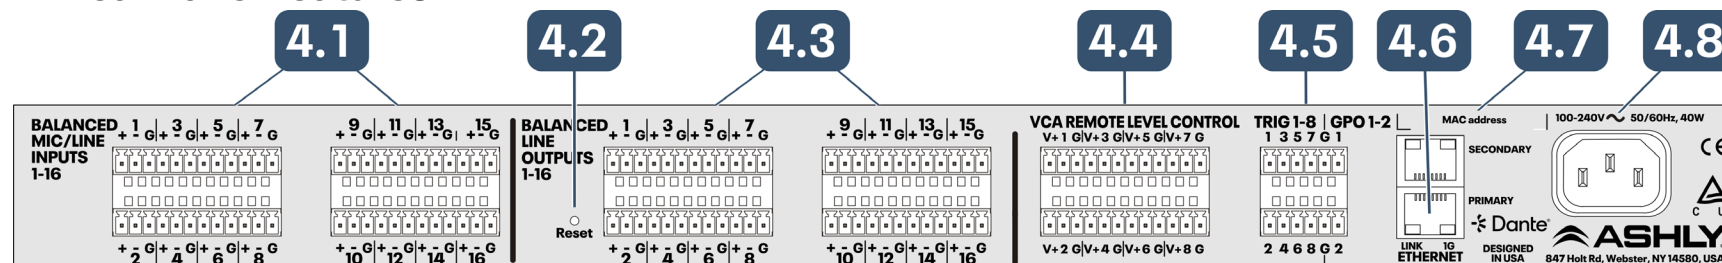 4.1 4.2 4.3 4.4 4.5 4.6 4.7 4.8
BALANCED
MIC/LINE
INPUTS
1-16
+ 1 - G + 3 - G + 5 - G + 7 - G
+ 9 - G + 11 - G + 13 - G + 15 - G
+ 2 - G + 4 - G + 6 - G + 8 - G
+ 10 - G + 12 - G + 14 - G + 16 - G
BALANCED
LINE
OUTPUTS
1-16
Reset
+ 1 - G + 3 - G + 5 - G + 7 - G
+ 9 - G + 11 - G + 13 - G + 15 - G
+ 2 - G + 4 - G + 6 - G + 8 - G
+ 10 - G + 12 - G + 14 - G + 16 - G
VCA REMOTE LEVEL CONTROL
V+ 1 G|V+ 3 G|V+ 5 G|V+ 7 G
V+ 2 G|V+ 4 G|V+ 6 G|V+ 8 G
TRIG 1-8 | GPO 1-2
1 3 5 7 G 1
2 4 6 8 G 2
MAC address
SECONDARY
PRIMARY
Dante
LINK 1G
ETHERNET
DESIGNED
IN USA
100-240V 50/60Hz, 40W
CE
C U
ASHLY
847 Holt Rd, Webster, NY 14580, USA